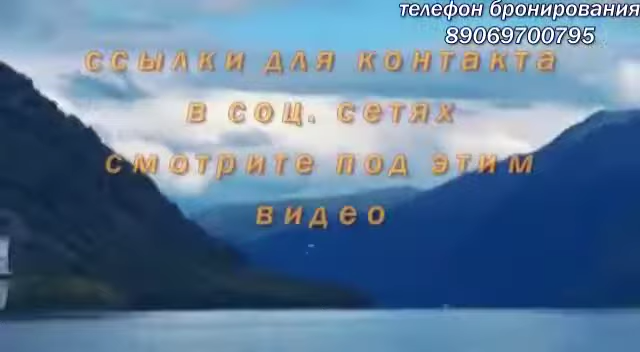 телефон бронирования
89069700795
ссылки для контакта
в соц. сетях
смотрите под этим
видео